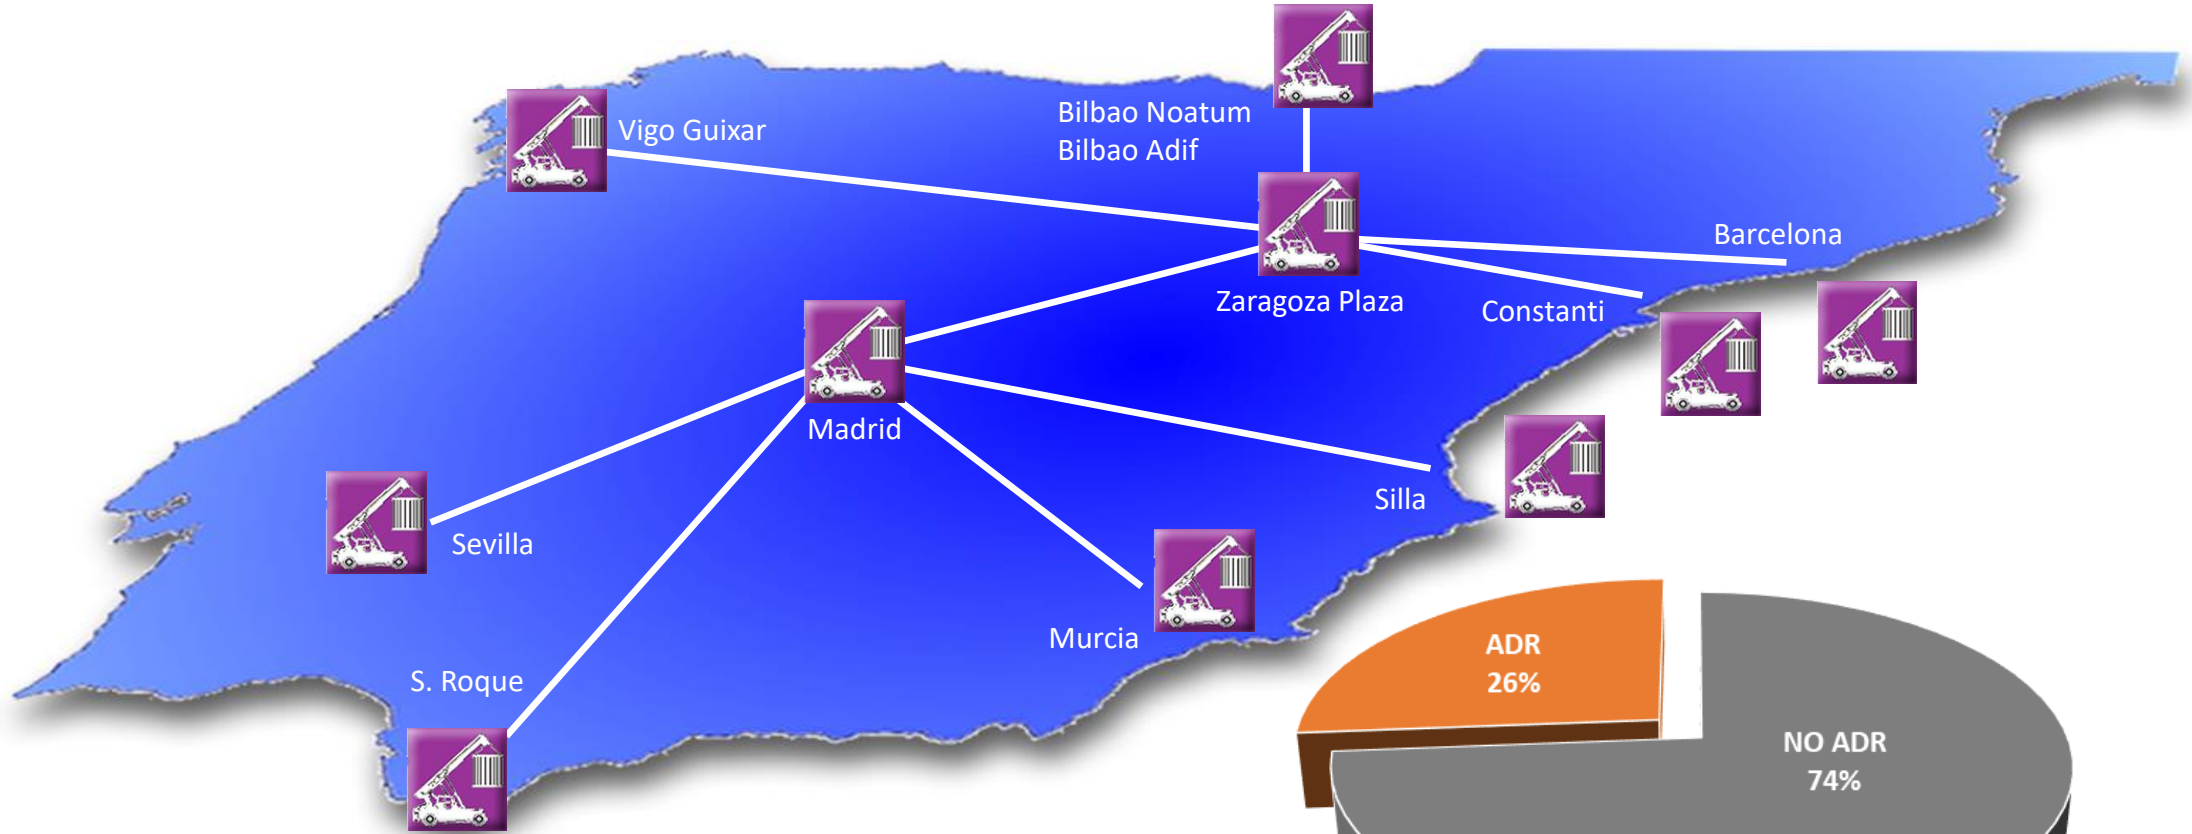 Bilbao Noatum
Bilbao Adif
Vigo Guixar
Barcelona
Zaragoza Plaza
Constanti
Madrid
Silla
Sevilla
Murcia
S. Roque
ADR
26%
NO ADR
74%